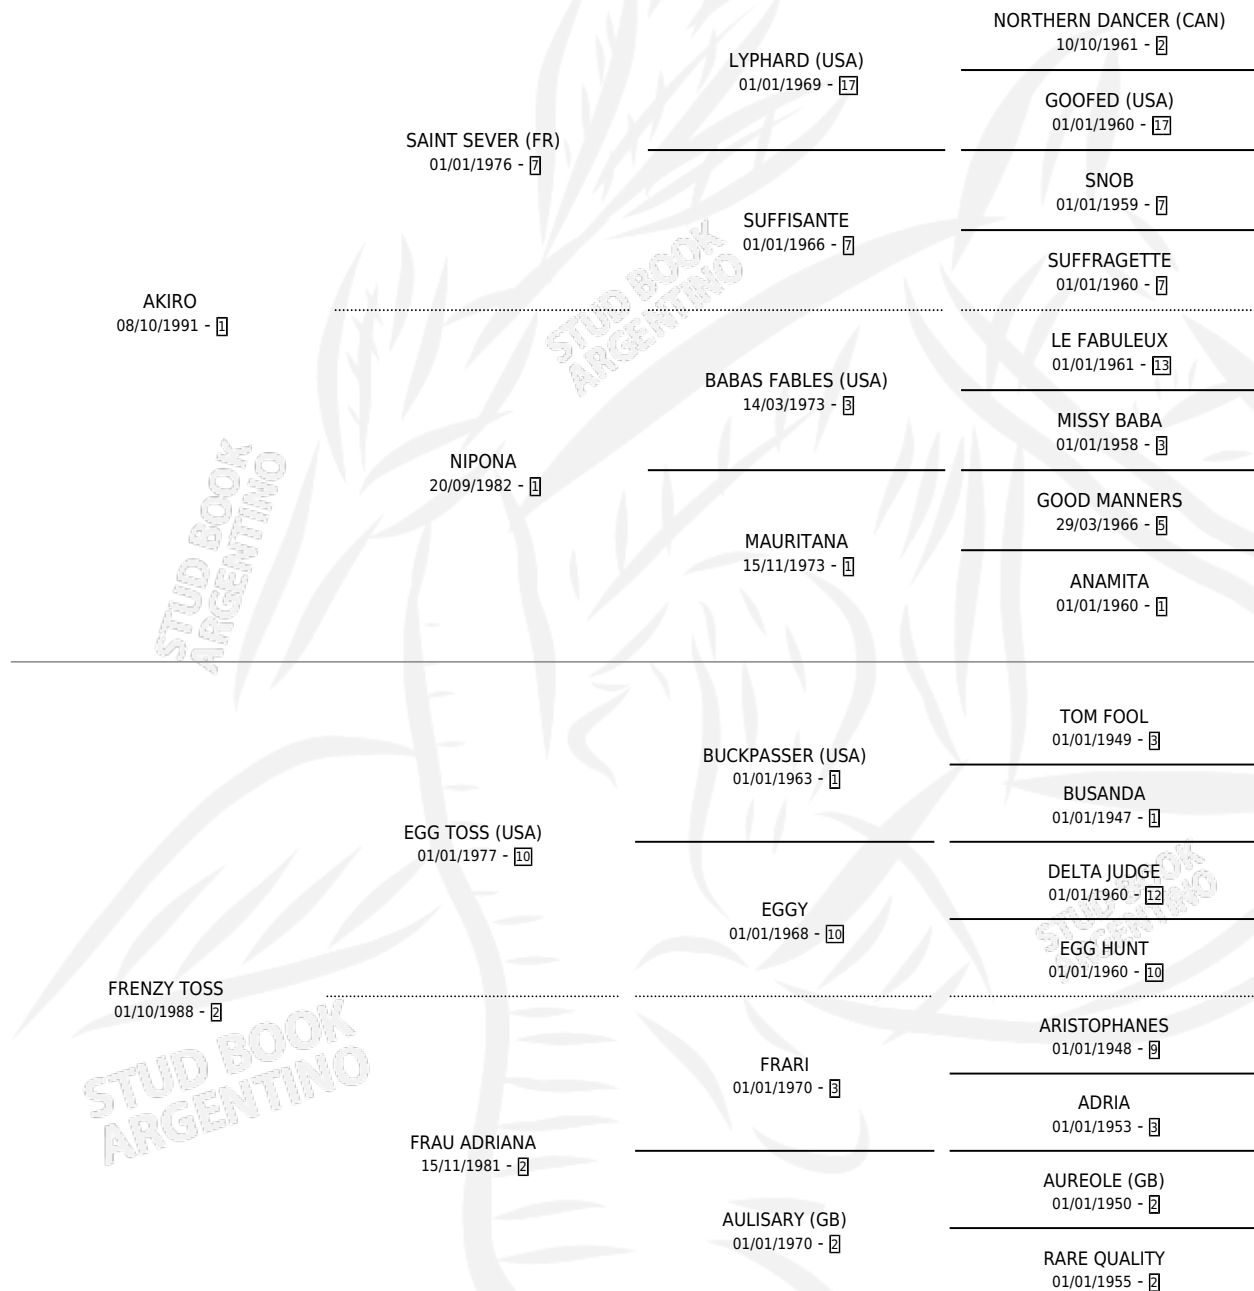 NORTHERN DANCER (CAN)
10/10/1961 - 2
LYPHARD (USA)
01/01/1969 - 17
GOOFED (USA)
01/01/1960 - 17
SAINT SEVER (FR)
01/01/1976 - 7
SNOB
01/01/1959 - 7
SUFFISANTE
01/01/1966 - 7
SUFFRAGETTE
01/01/1960 - 7
STUD BOOK
ARGENTINO
AKIRO
08/10/1991 - 1
LE FABULEUX
01/01/1961 - 13
BABAS FABLES (USA)
14/03/1973 - 3
MISSY BABA
01/01/1958 - 3
NIPONA
20/09/1982 - 1
GOOD MANNERS
29/03/1966 - 5
MAURITANA
15/11/1973 - 1
ANAMITA
01/01/1960 - 1
STUD BOOK
ARGENTINO
TOM FOOL
01/01/1949 - 3
BUCKPASSER (USA)
01/01/1963 - 1
BUSANDA
01/01/1947 - 1
EGG TOSS (USA)
01/01/1977 - 10
DELTA JUDGE
01/01/1960 - 12
STUD BOOK
ARGENTINO
EGGY
01/01/1968 - 10
EGG HUNT
01/01/1960 - 10
FRENZY TOSS
01/10/1988 - 2
STUD BOOK
ARGENTINO
ARISTOPHANES
01/01/1948 - 9
FRARI
01/01/1970 - 3
ADRIA
01/01/1953 - 3
FRAU ADRIANA
15/11/1981 - 2
AUREOLE (GB)
01/01/1950 - 2
AULISARY (GB)
01/01/1970 - 2
RARE QUALITY
01/01/1955 - 2